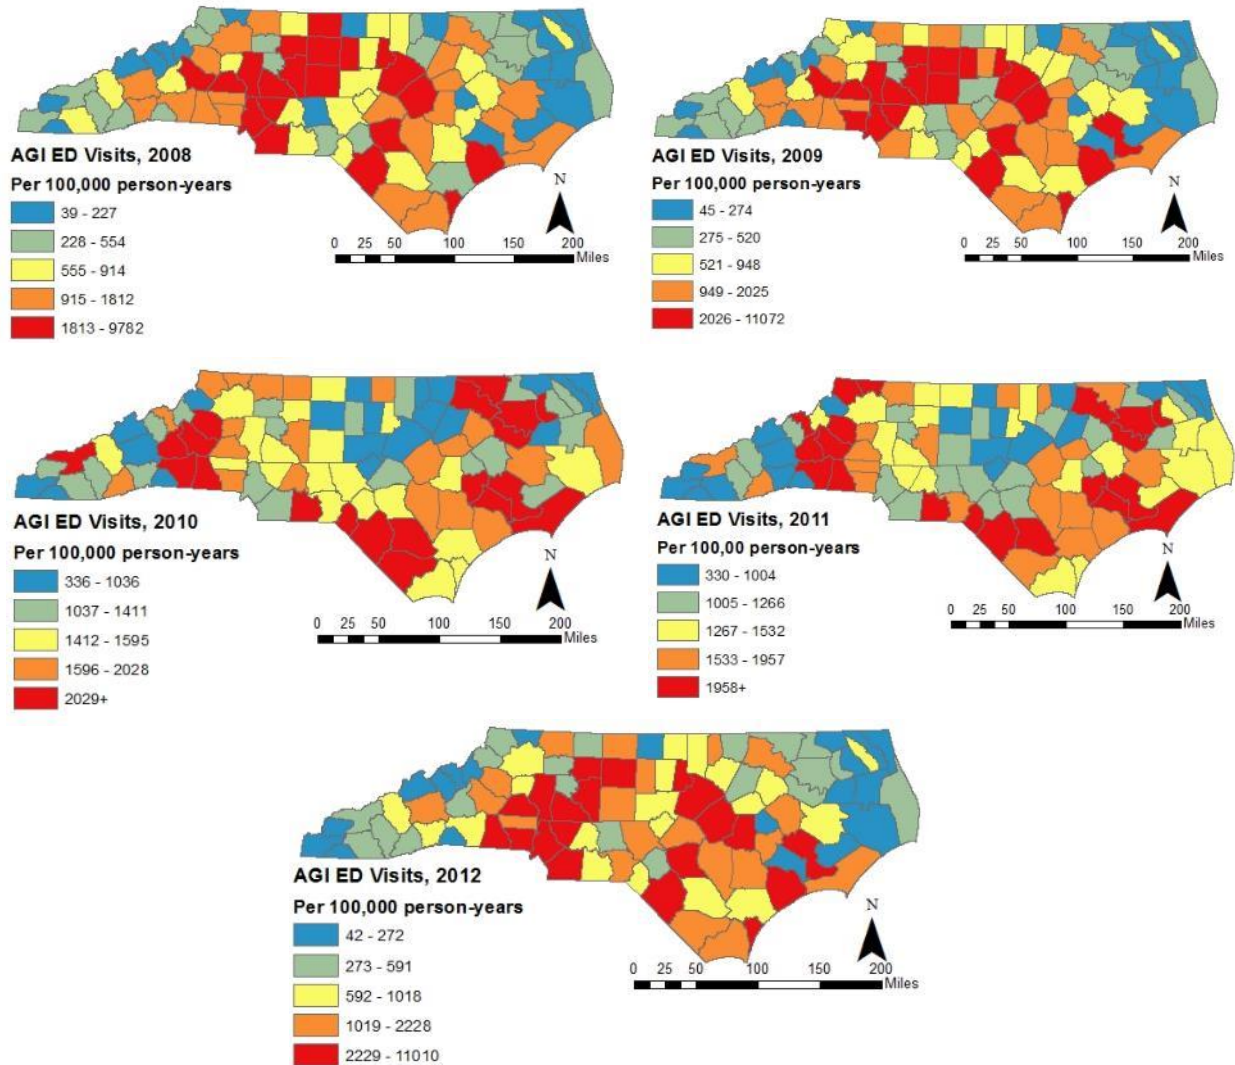 AGI ED Visits, 2008
Per 100,000 person-years
39 - 227
228 - 554
555 - 914
915 - 1812
1813 - 9782
N
0 25 50 100 150 200
Miles
AGI ED Visits, 2009
Per 100,000 person-years
45 - 274
275 - 520
521 - 948
949 - 2025
2026 - 11072
N
0 25 50 100 150 200
Miles
AGI ED Visits, 2010
Per 100,000 person-years
336 - 1036
1037 - 1411
1412 - 1595
1596 - 2028
2029+
N
0 25 50 100 150 200
Miles
AGI ED Visits, 2011
Per 100,00 person-years
330 - 1004
1005 - 1266
1267 - 1532
1533 - 1957
1958+
N
0 25 50 100 150 200
Miles
AGI ED Visits, 2012
Per 100,000 person-years
42 - 272
273 - 591
592 - 1018
1019 - 2228
2229 - 11010
N
0 25 50 100 150 200
Miles